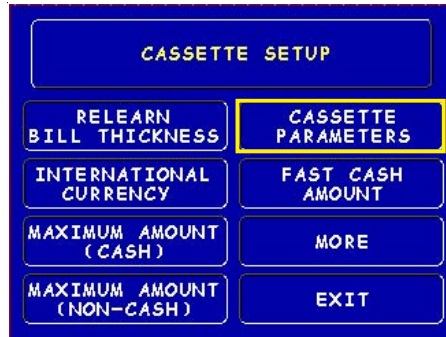 CASSETTE SETUP
RELEARN
BILL THICKNESS
CASSETTE
PARAMETERS
INTERNATIONAL
CURRENCY
FAST CASH
AMOUNT
MAXIMUM AMOUNT
(CASH)
MORE
MAXIMUM AMOUNT
(NON-CASH)
EXIT